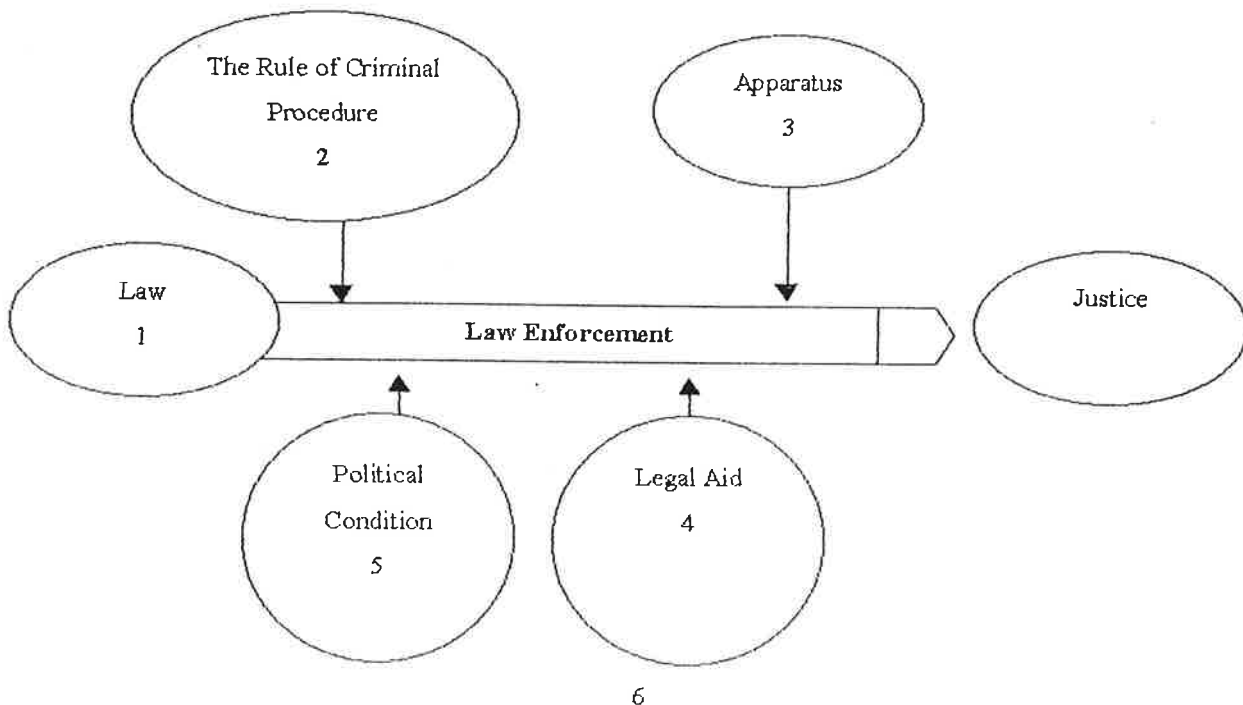 The Rule of Criminal
Procedure
2
Apparatus
3
Law
1
Law Enforcement
Justice
Political
Condition
5
Legal Aid
4
6